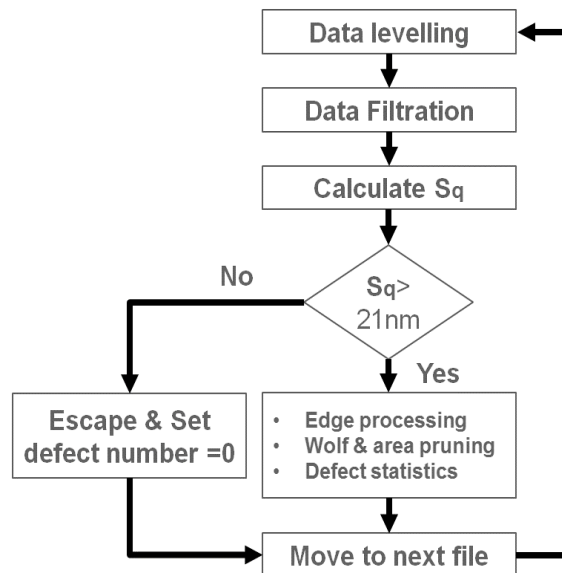 Data levelling
Data Filtration
Calculate Sq
No
Sq>
21nm
Yes
Escape & Set
defect number =0
• Edge processing
• Wolf & area pruning
• Defect statistics
Move to next file